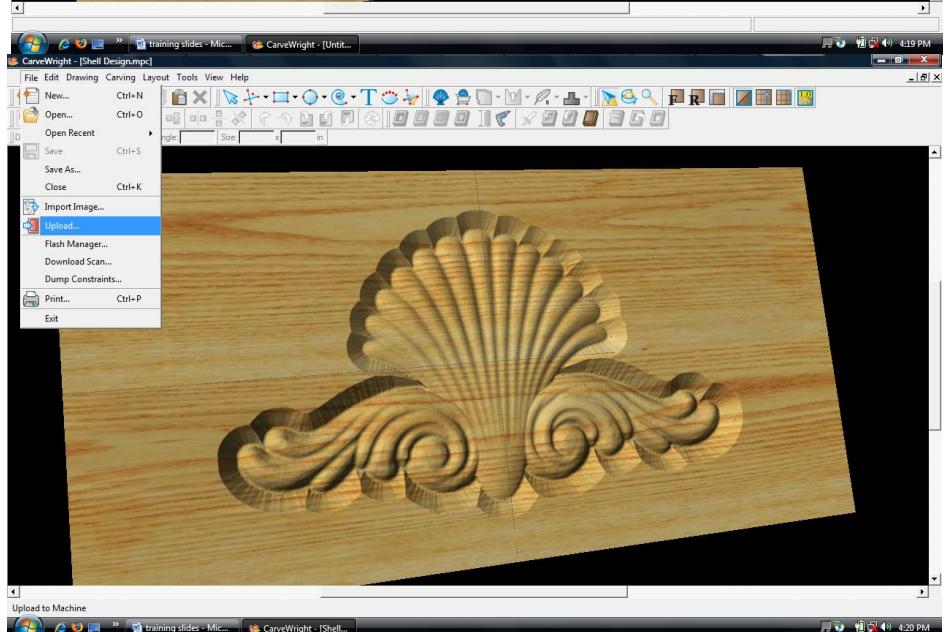 training slides - Mic... CarveWright - [Untit... 4:19 PM
CarveWright - [Shell Design.mpc]
File Edit Drawing Carving Layout Tools View Help
New... Ctrl+N
Open... Ctrl+O
Open Recent
Save Ctrl+S
Save As...
Close Ctrl+K
Import Image...
Upload...
Flash Manager...
Download Scan...
Dump Constraints...
Print... Ctrl+P
Exit
ngle: Size: x in
Upload to Machine
training slides - Mic... CarveWright - [Shell... 4:20 PM